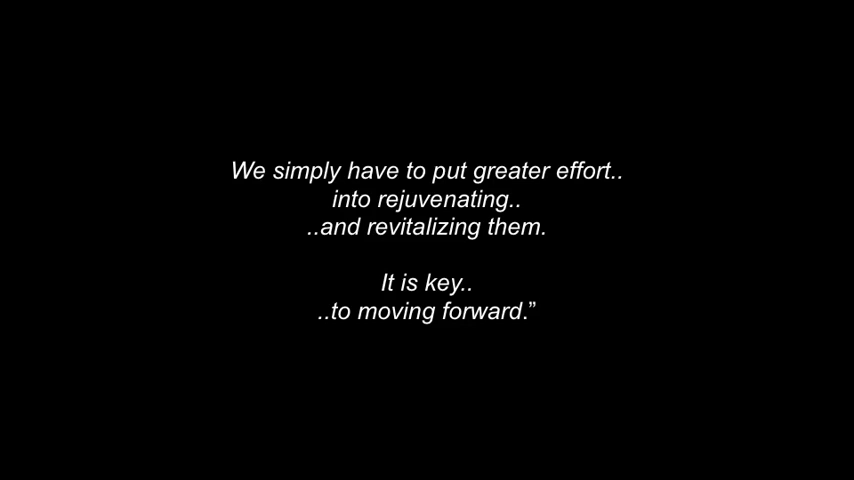 We simply have to put greater effort..
into rejuvenating..
..and revitalizing them.
It is key..
..to moving forward.”